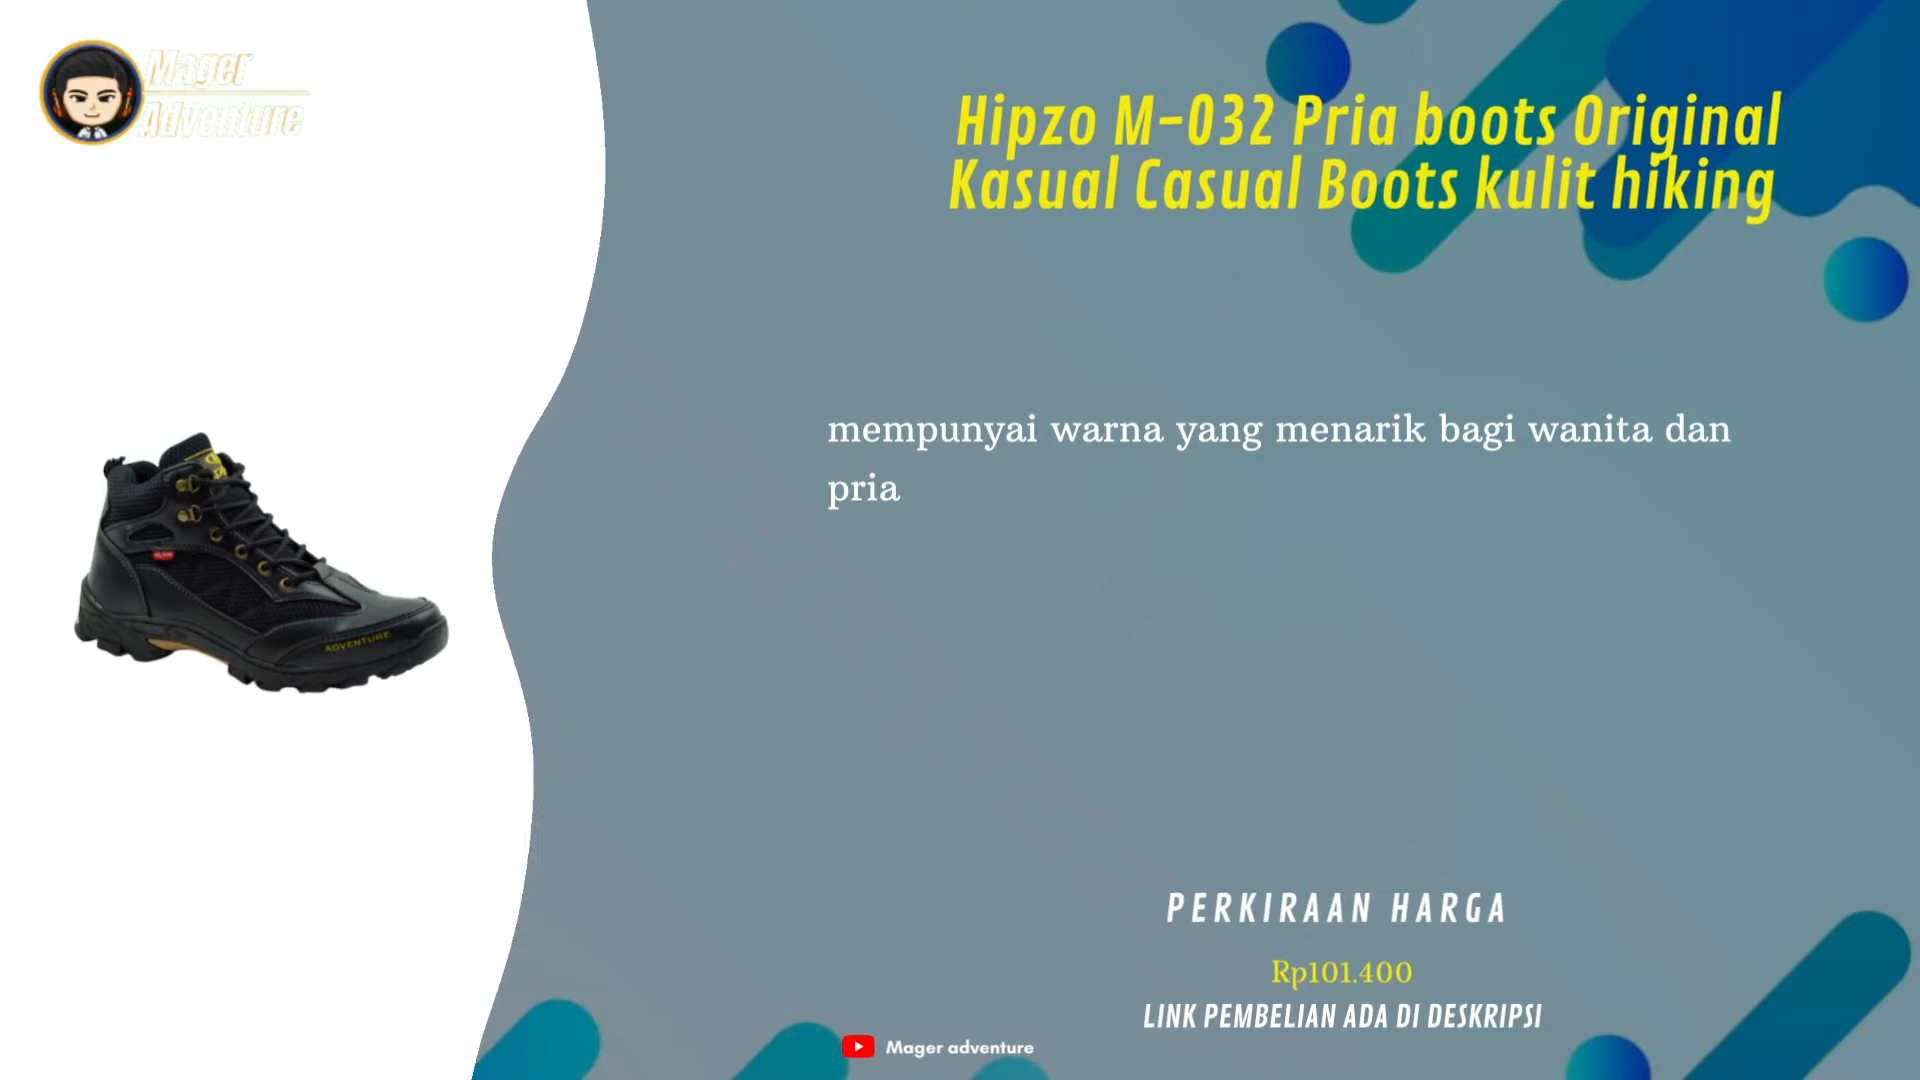 Mager
Adventure
Hipzo M-032 Pria boots Original
Kasual Casual Boots kulit hiking
mempunyai warna yang menarik bagi wanita dan
pria
ADVENTURE
PERKIRAAN HARGA
Rp101.400
LINK PEMBELIAN ADA DI DESKRIPSI
Mager adventure